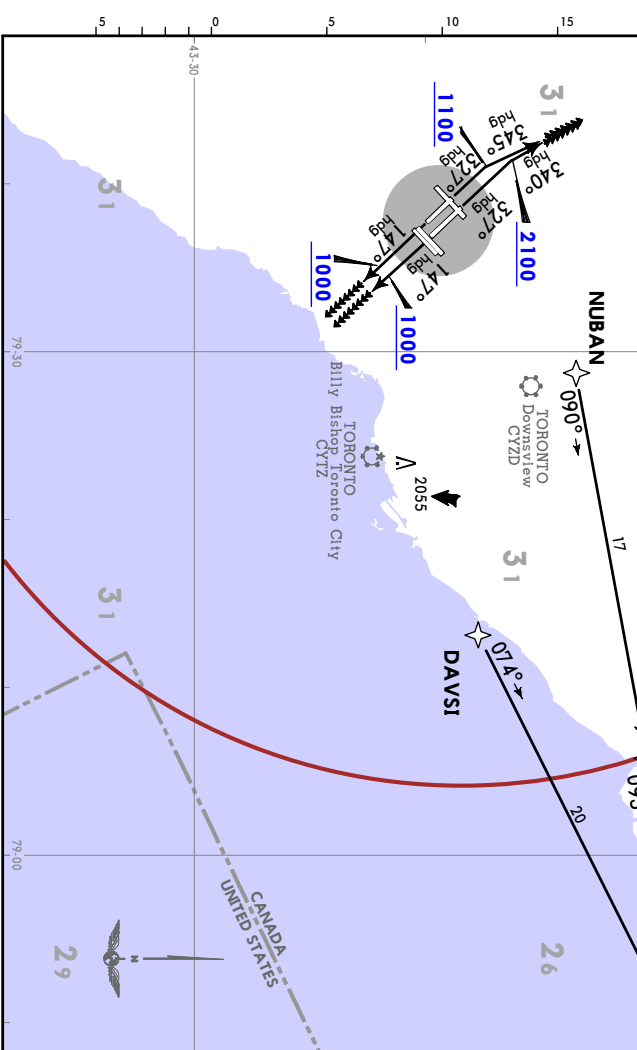 5
0
5
10
15
43-30
79-30
79-00
31
31
31
31
29
26
1100
hdg
345°
hdg
340°
hdg
327°
hdg
327°
2100
hdg
147°
hdg
147°
1000
1000
NUBAN
090°
17
TORONTO
Downsview
CYZD
TORONTO
Billy Bishop Toronto City
CYTZ
2055
DAVSI
074°
20
CANADA
UNITED STATES
N